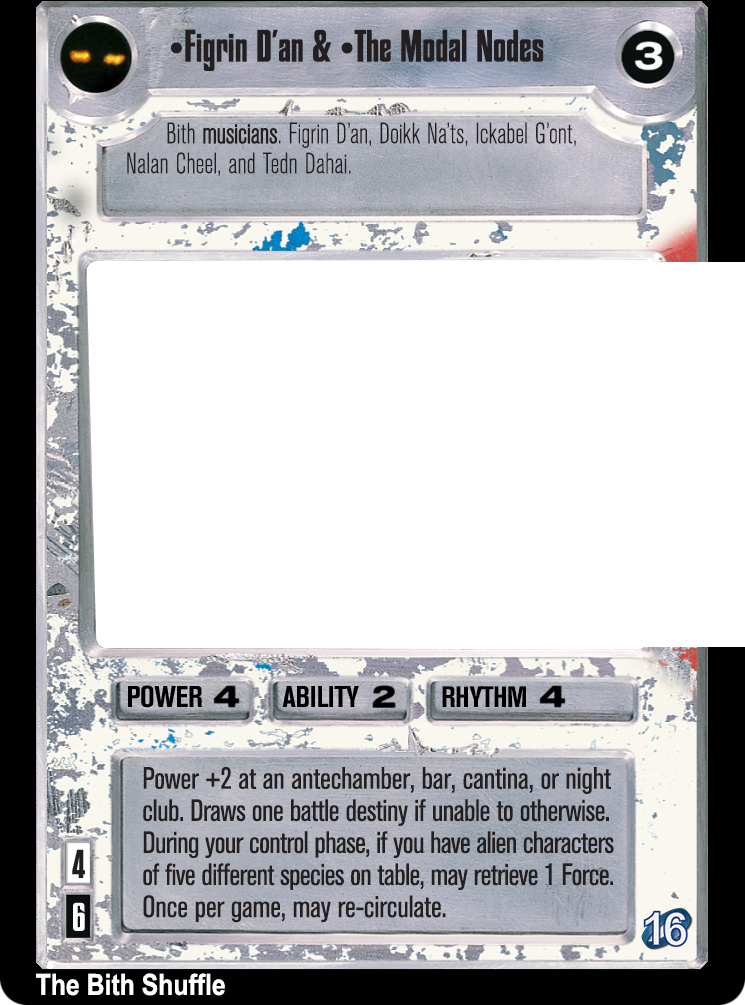 •Figrin D'an & •The Modal Nodes
3
Bith musicians. Figrin D'an, Doikk Na'ts, Ickabel G'ont,
Nalan Cheel, and Tedn Dahai.
POWER 4 ABILITY 2 RHYTHM 4
Power +2 at an antechamber, bar, cantina, or night
club. Draws one battle destiny if unable to otherwise.
During your control phase, if you have alien characters
of five different species on table, may retrieve 1 Force.
Once per game, may re-circulate.
4
6
16
The Bith Shuffle